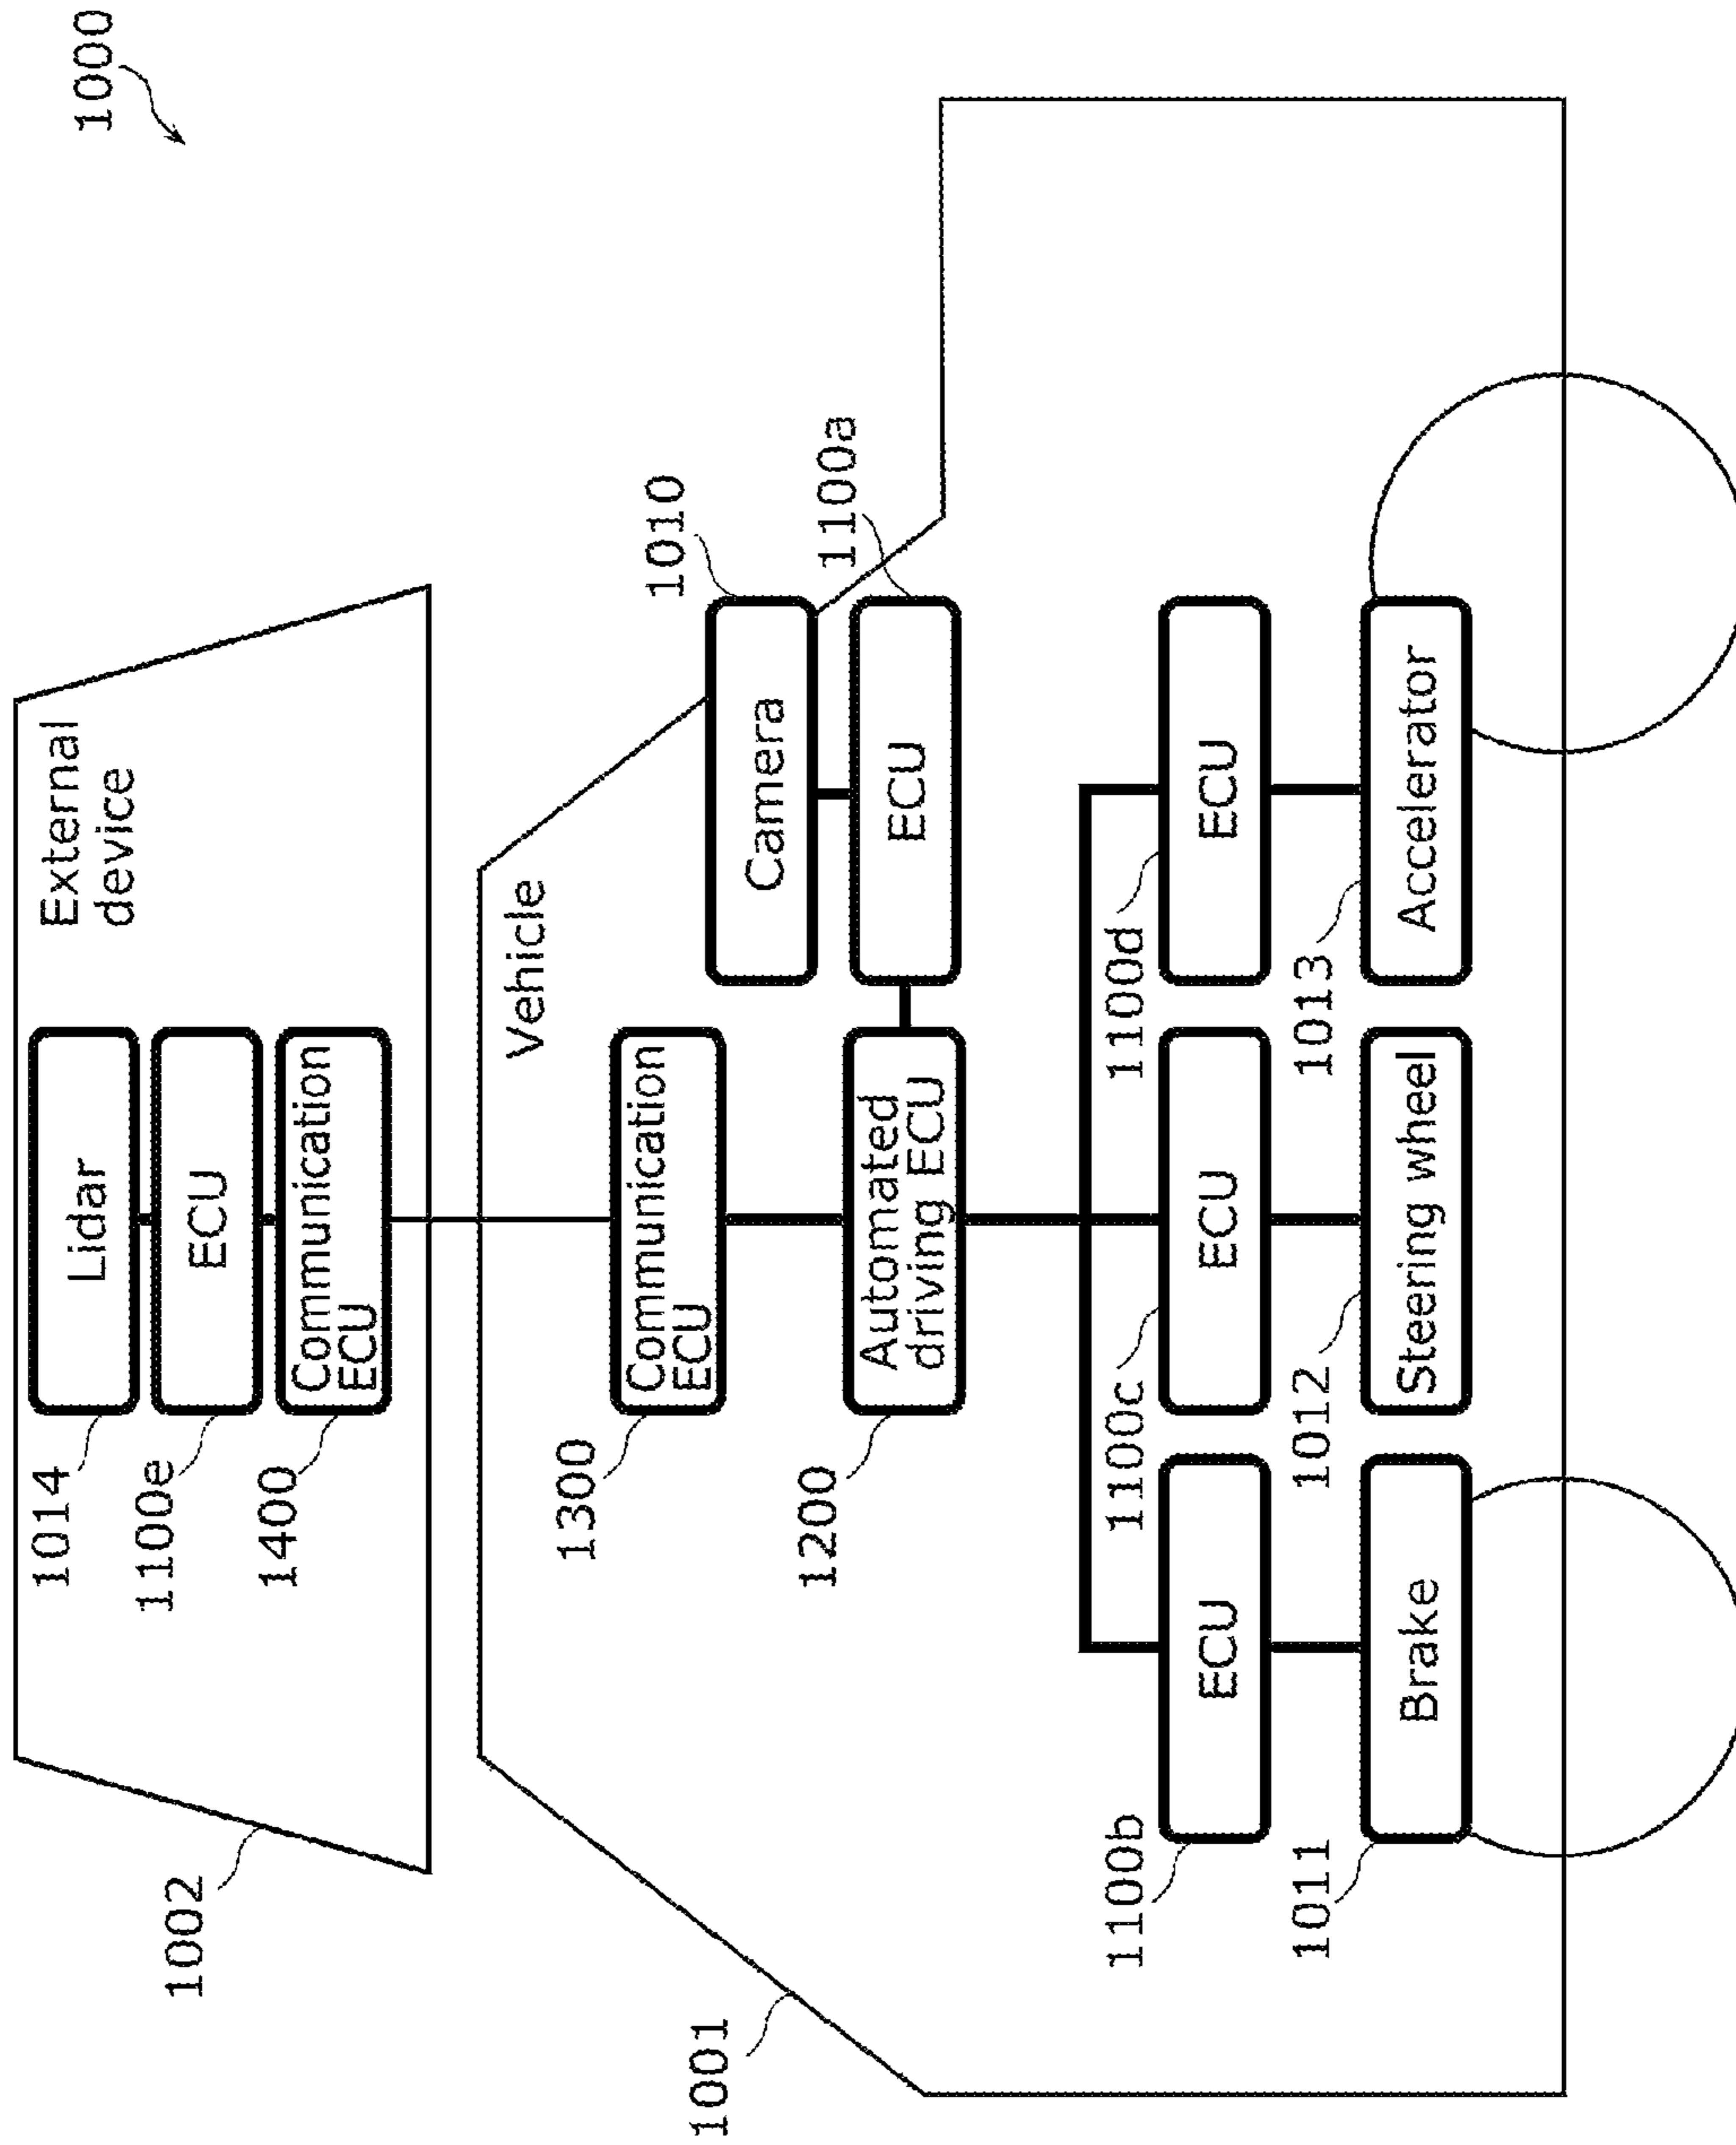 1000
1002
External
device
1014
Lidar
1100e
ECU
1400
Communication
ECU
1001
Vehicle
1300
Communication
ECU
1010
Camera
1200
Automated
driving ECU
1100a
ECU
1100b
ECU
1100c
ECU
1100d
ECU
1011
Brake
1012
Steering wheel
1013
Accelerator